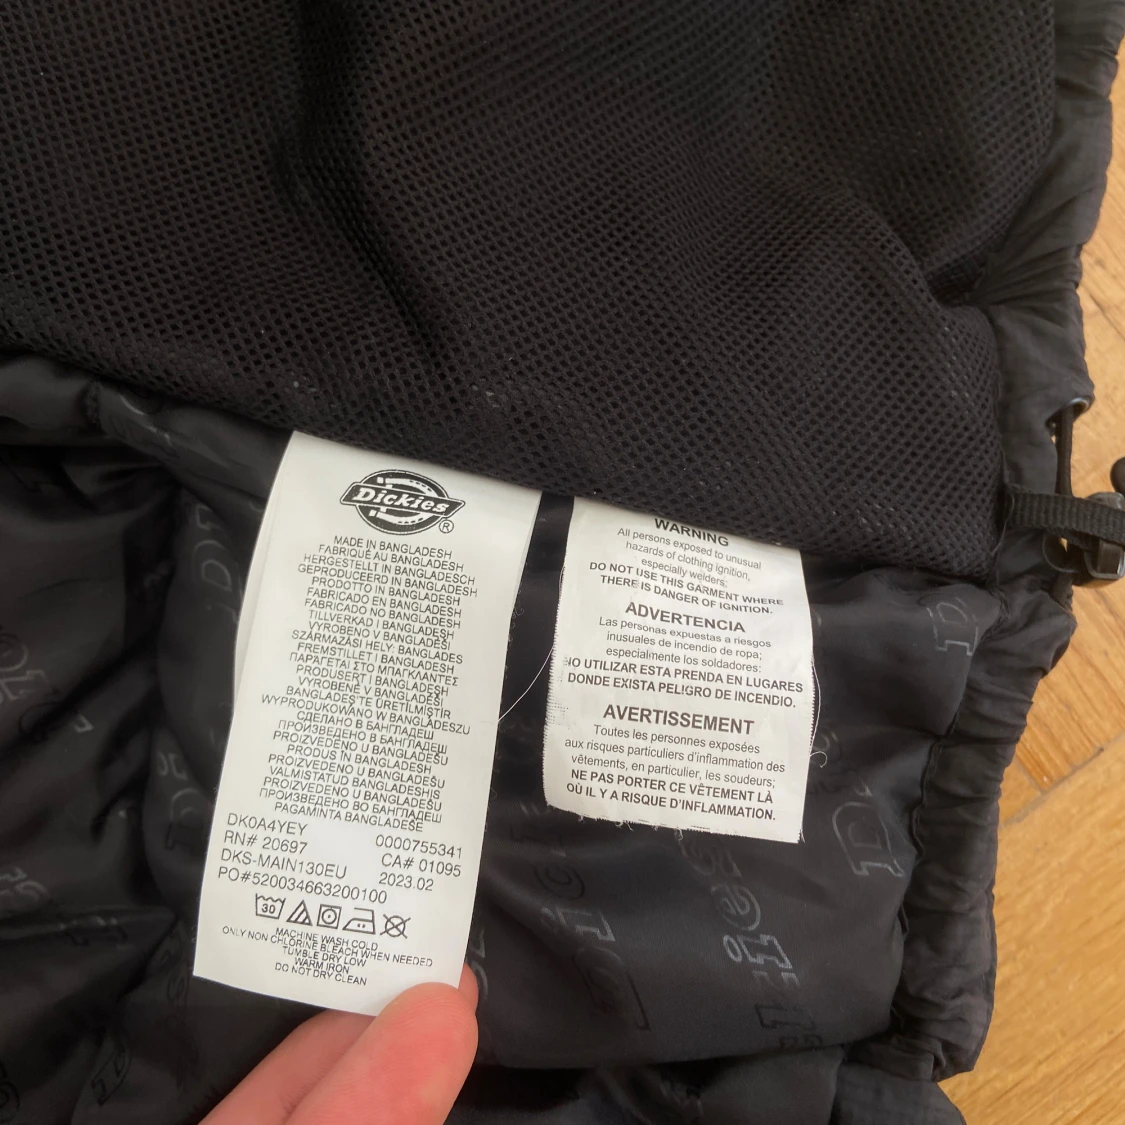 Dickies
®
MADE IN BANGLADESH
FABRIQUÉ AU BANGLADESH
HERGESTELLT IN BANGLADESCH
GEPRODUCEERD IN BANGLADESH
PRODOTTO IN BANGLADESH
FABRICADO EN BANGLADESH
FABRICADO NO BANGLADESH
TILLVERKAD I BANGLADESH
VYROBENO V BANGLADÉŠI
SZÁRMAZÁSI HELY: BANGLADES
FREMSTILLET I BANGLADESH
ΠΑΡΑΓΕΤΑΙ ΣΤΟ ΜΠΑΓΚΛΑΝΤΕΣ
PRODUSERT I BANGLADESH
VYROBENÉ V BANGLADÉŠI
BANGLADEŞ'TE ÜRETİLMİŞTİR
WYPRODUKOWANO W BANGLADESZU
СДЕЛАНО В БАНГЛАДЕШ
ПРОИЗВЕДЕНО В БАНГЛАДЕШ
PROIZVEDENO U BANGLADEŠU
PRODUS ÎN BANGLADESH
PROIZVEDENO U BANGLADEŠU
VALMISTATUD BANGLADESHIS
PROIZVEDENO U BANGLADEŠU
ПРОИЗВЕДЕНО ВО БАНГЛАДЕШ
PAGAMINTA BANGLADEŠE
DK0A4YEY 0000755341
RN# 20697 CA# 01095
DKS-MAIN130EU 2023.02
PO#520034663200100
30
MACHINE WASH COLD
ONLY NON CHLORINE BLEACH WHEN NEEDED
TUMBLE DRY LOW
WARM IRON
DO NOT DRY CLEAN
WARNING
All persons exposed to unusual
hazards of clothing ignition,
especially welders:
DO NOT USE THIS GARMENT WHERE
THERE IS DANGER OF IGNITION.
ADVERTENCIA
Las personas expuestas a riesgos
inusuales de incendio de ropa;
especialmente los soldadores:
NO UTILIZAR ESTA PRENDA EN LUGARES
DONDE EXISTA PELIGRO DE INCENDIO.
AVERTISSEMENT
Toutes les personnes exposées
aux risques particuliers d'inflammation des
vêtements, en particulier, les soudeurs;
NE PAS PORTER CE VÊTEMENT LÀ
OÙ IL Y A RISQUE D'INFLAMMATION.